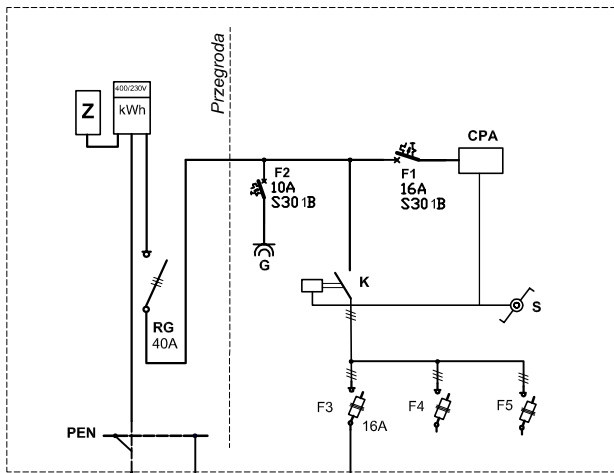 Przegroda
400/230V
kWh
Z
CPA
F2
10A
S301B
F1
16A
S301B
G
K
S
RG
40A
F3
16A
F4
F5
PEN